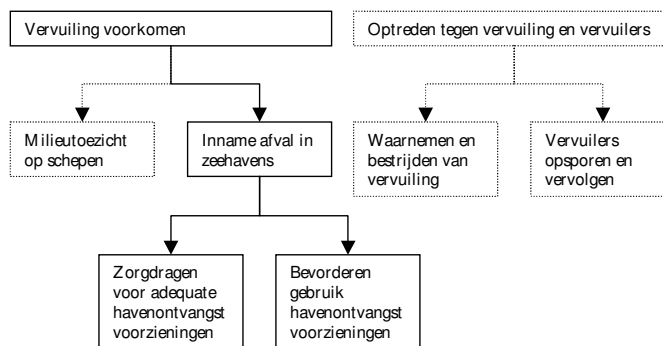 Vervuiling voorkomen
Optreden tegen vervuiling en vervuilers
Milieutoezicht
op schepen
Inname afval in
zeehavens
Waarnemen en
bestrijden van
vervuiling
Vervuilers
opsporen en
vervolgen
Zorgdragen
voor adequate
havenontvangst
voorzieningen
Bevorderen
gebruik
havenontvangst
voorzieningen